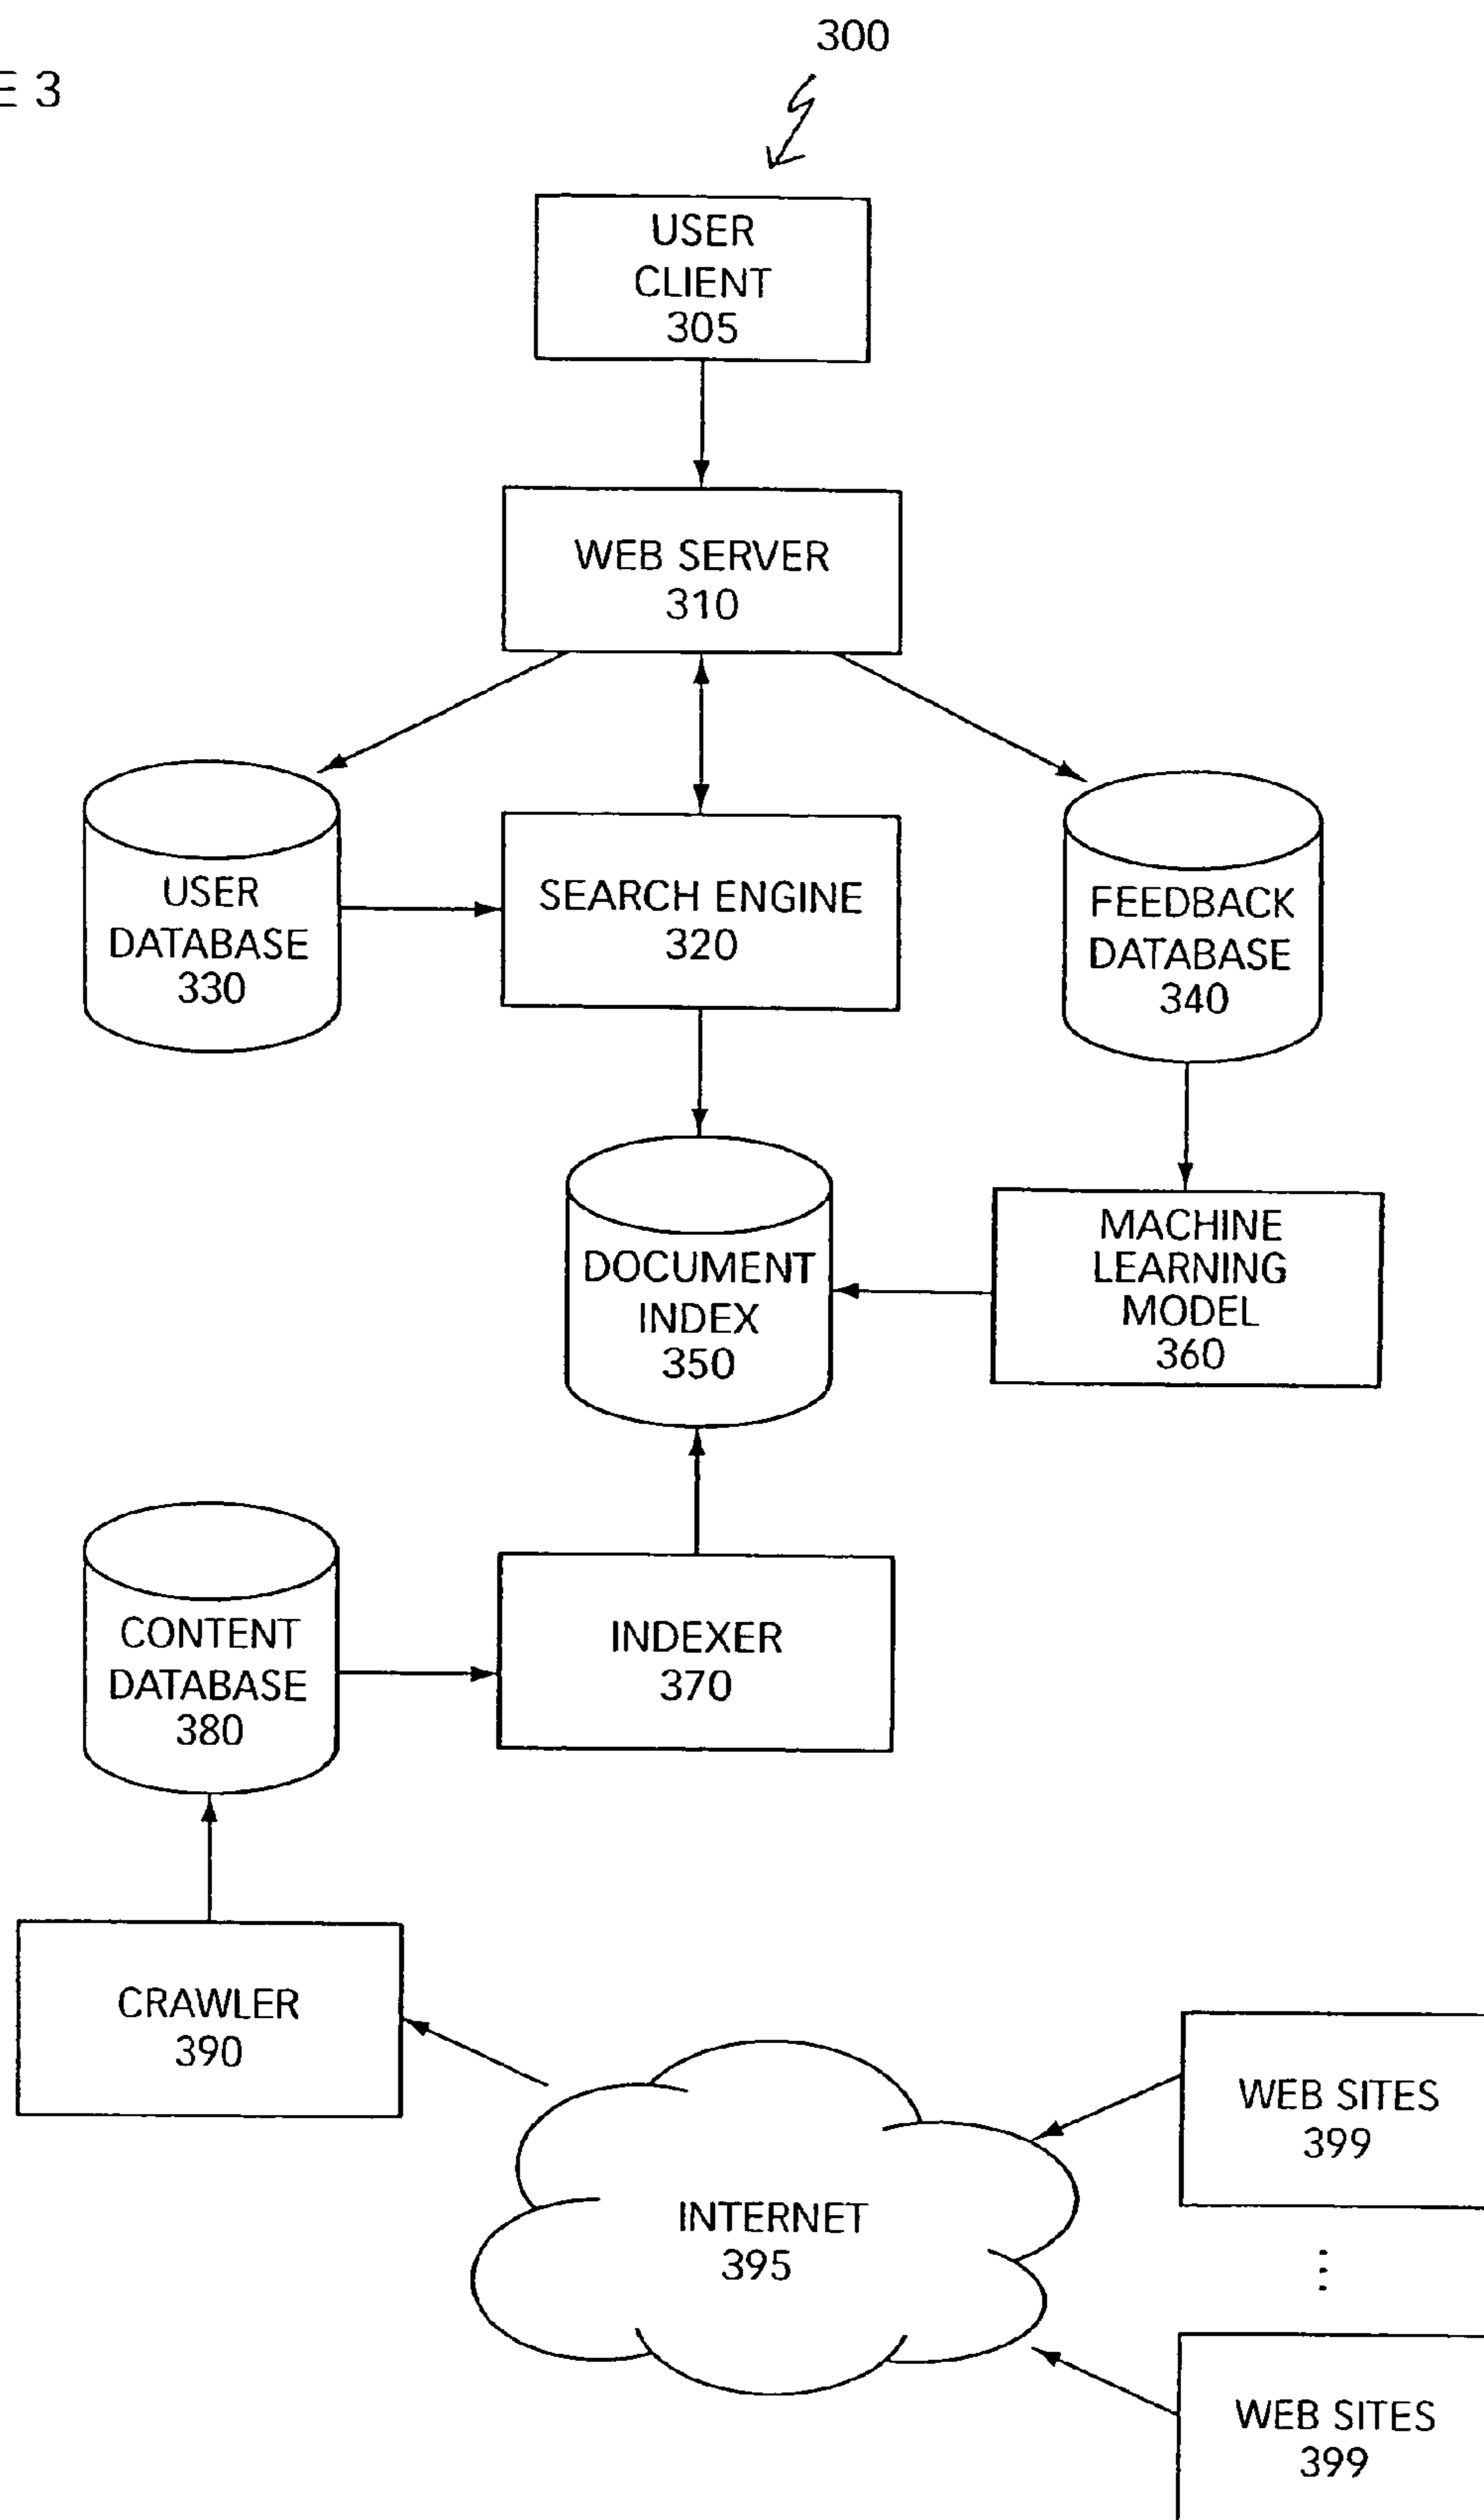 E 3
300
USER
CLIENT
305
WEB SERVER
310
USER
DATABASE
330
SEARCH ENGINE
320
FEEDBACK
DATABASE
340
DOCUMENT
INDEX
350
MACHINE
LEARNING
MODEL
360
CONTENT
DATABASE
380
INDEXER
370
CRAWLER
390
INTERNET
395
WEB SITES
399
WEB SITES
399